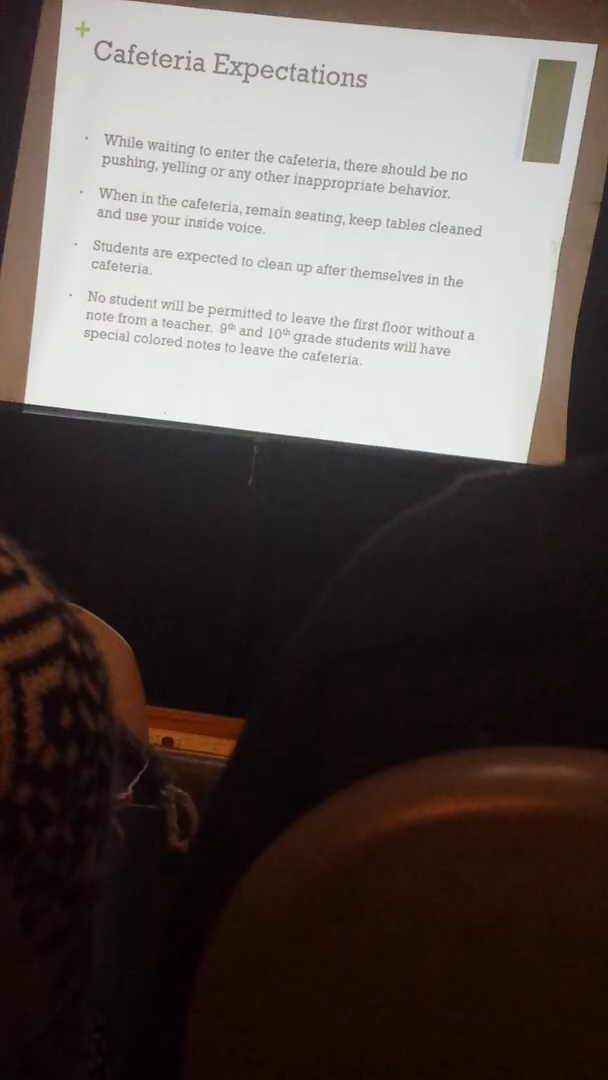 +
Cafeteria Expectations
· While waiting to enter the cafeteria, there should be no
pushing, yelling or any other inappropriate behavior.
· When in the cafeteria, remain seating, keep tables cleaned
and use your inside voice.
· Students are expected to clean up after themselves in the
cafeteria.
· No student will be permitted to leave the first floor without a
note from a teacher. 9th and 10th grade students will have
special colored notes to leave the cafeteria.